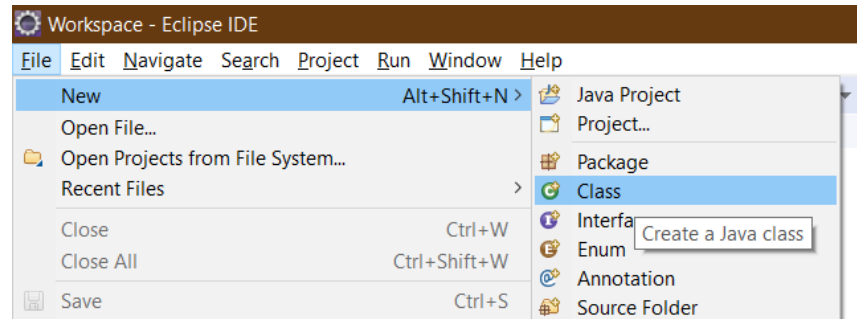 Workspace - Eclipse IDE
File Edit Navigate Search Project Run Window Help
New Alt+Shift+N >
Open File...
Open Projects from File System...
Recent Files >
Close Ctrl+W
Close All Ctrl+Shift+W
Save Ctrl+S
Java Project
Project...
Package
Class
Interfa
Create a Java class
Enum
Annotation
Source Folder